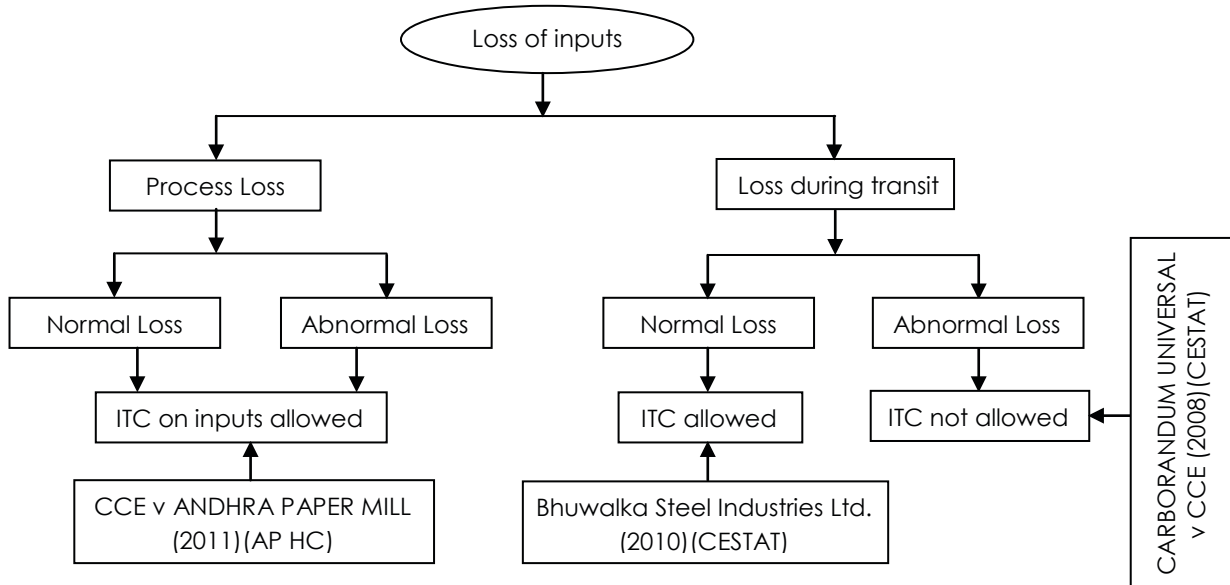 Loss of inputs
Process Loss
Loss during transit
Normal Loss
Abnormal Loss
Normal Loss
Abnormal Loss
ITC on inputs allowed
ITC allowed
ITC not allowed
CCE v ANDHRA PAPER MILL
(2011)(AP HC)
Bhuwalka Steel Industries Ltd.
(2010)(CESTAT)
CARBORANDUM UNIVERSAL
v CCE (2008)(CESTAT)